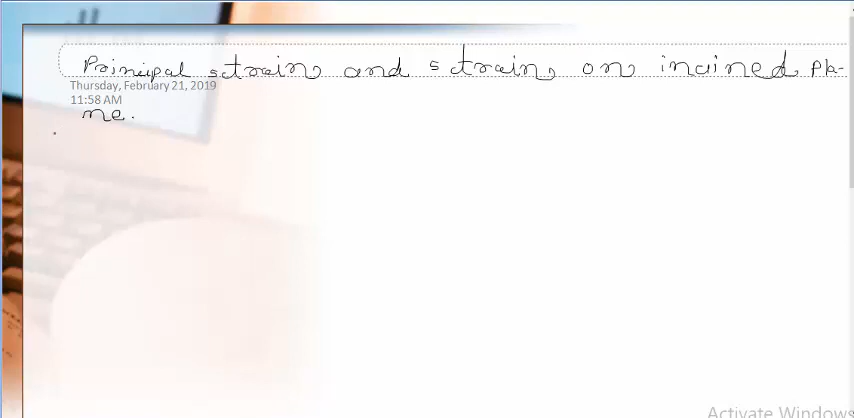 Principal strain and strain on incined pla-
Thursday, February 21, 2019
11:58 AM
ne.
Activate Windows